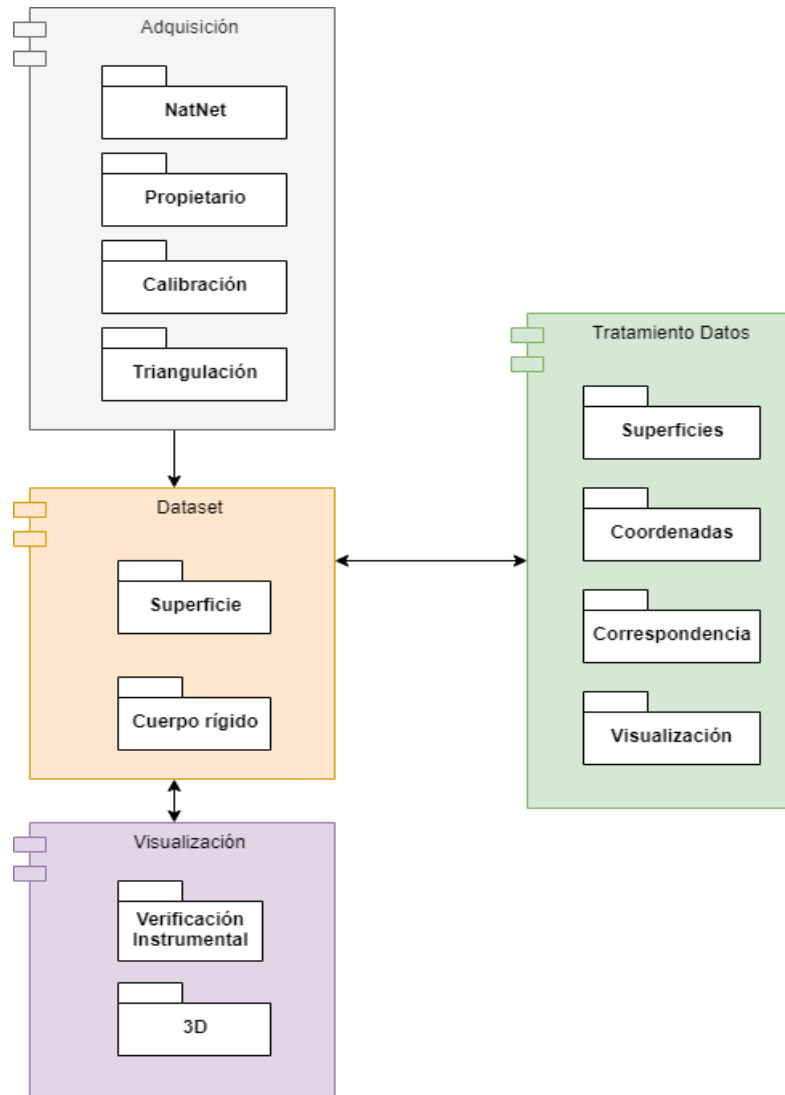 Adquisición
NatNet
Propietario
Calibración
Triangulación
Dataset
Superficie
Cuerpo rígido
Visualización
Verificación
Instrumental
3D
Tratamiento Datos
Superficies
Coordenadas
Correspondencia
Visualización